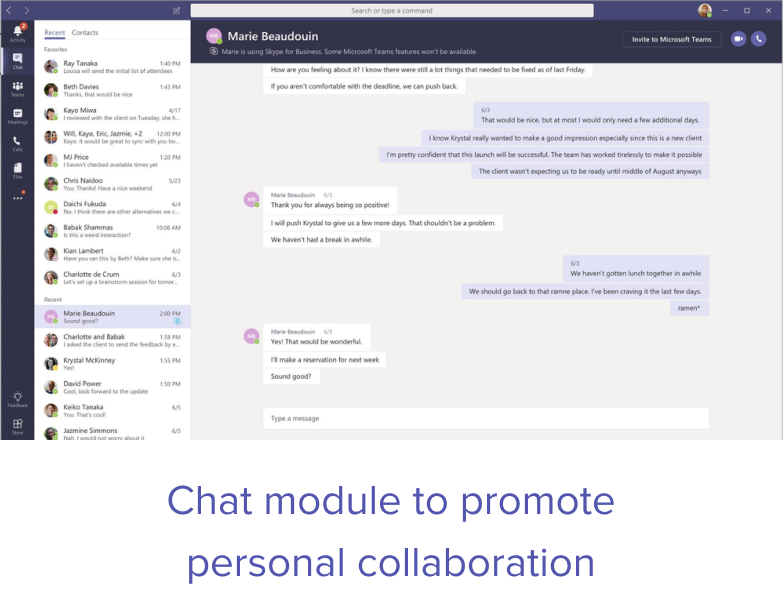 Search or type a command
Activity
Chat
Teams
Meetings
Calls
Files
Feedback
Store
Recent Contacts
Favorites
Ray Tanaka 1:40 PM
Louisa will send the initial list of attendees
Beth Davies 1:43 PM
Thanks, that would be nice
Kayo Miwa 4/17
I reviewed with the client on Tuesday, she h...
Will, Kayo, Eric, Jazmie, +2 12:00 PM
Kayo: It would be great to sync with you bo...
MJ Price 1:20 PM
I haven't checked available times yet
Chris Naidoo 5/23
You: Thanks! Have a nice weekend
Daichi Fukuda 6/4
No, I think there are other alternatives we c...
Babak Shammas 10:08 AM
Is this a weird interaction?
Kian Lambert 6/2
Have you ran this by Beth? Make sure she is...
Charlotte de Crum 6/3
Let's set up a brainstorm session for tomor...
Recent
MB
Marie Beaudouin 2:00 PM
Sound good?
Charlotte and Babak 1:58 PM
I asked the client to send the feedback by e...
Krystal McKinney 1:55 PM
Yes!
David Power 1:50 PM
Cool, look forward to the update
Keiko Tanaka 6/5
You: That's cool!
Jazmine Simmons 6/5
Nah, I would not worry about it
MB
Marie Beaudouin
Marie is using Skype for Business. Some Microsoft Teams features won't be available.
Invite to Microsoft Teams
How are you feeling about it? I know there were still a lot things that needed to be fixed as of last Friday.
If you aren't comfortable with the deadline, we can push back.
6/3
That would be nice, but at most I would only need a few additional days.
I know Krystal really wanted to make a good impression especially since this is a new client
I'm pretty confident that this launch will be successful. The team has worked tirelessly to make it possible
The client wasn't expecting us to be ready until middle of August anyways
MB
Marie Beaudouin 6/3
Thank you for always being so positive!
I will push Krystal to give us a few more days. That shouldn't be a problem.
We haven't had a break in awhile.
6/3
We haven't gotten lunch together in awhile
We should go back to that ramne place. I've been craving it the last few days.
ramen*
MB
Marie Beaudouin 6/3
Yes! That would be wonderful.
I'll make a reservation for next week
Sound good?
Type a message
Chat module to promote
personal collaboration